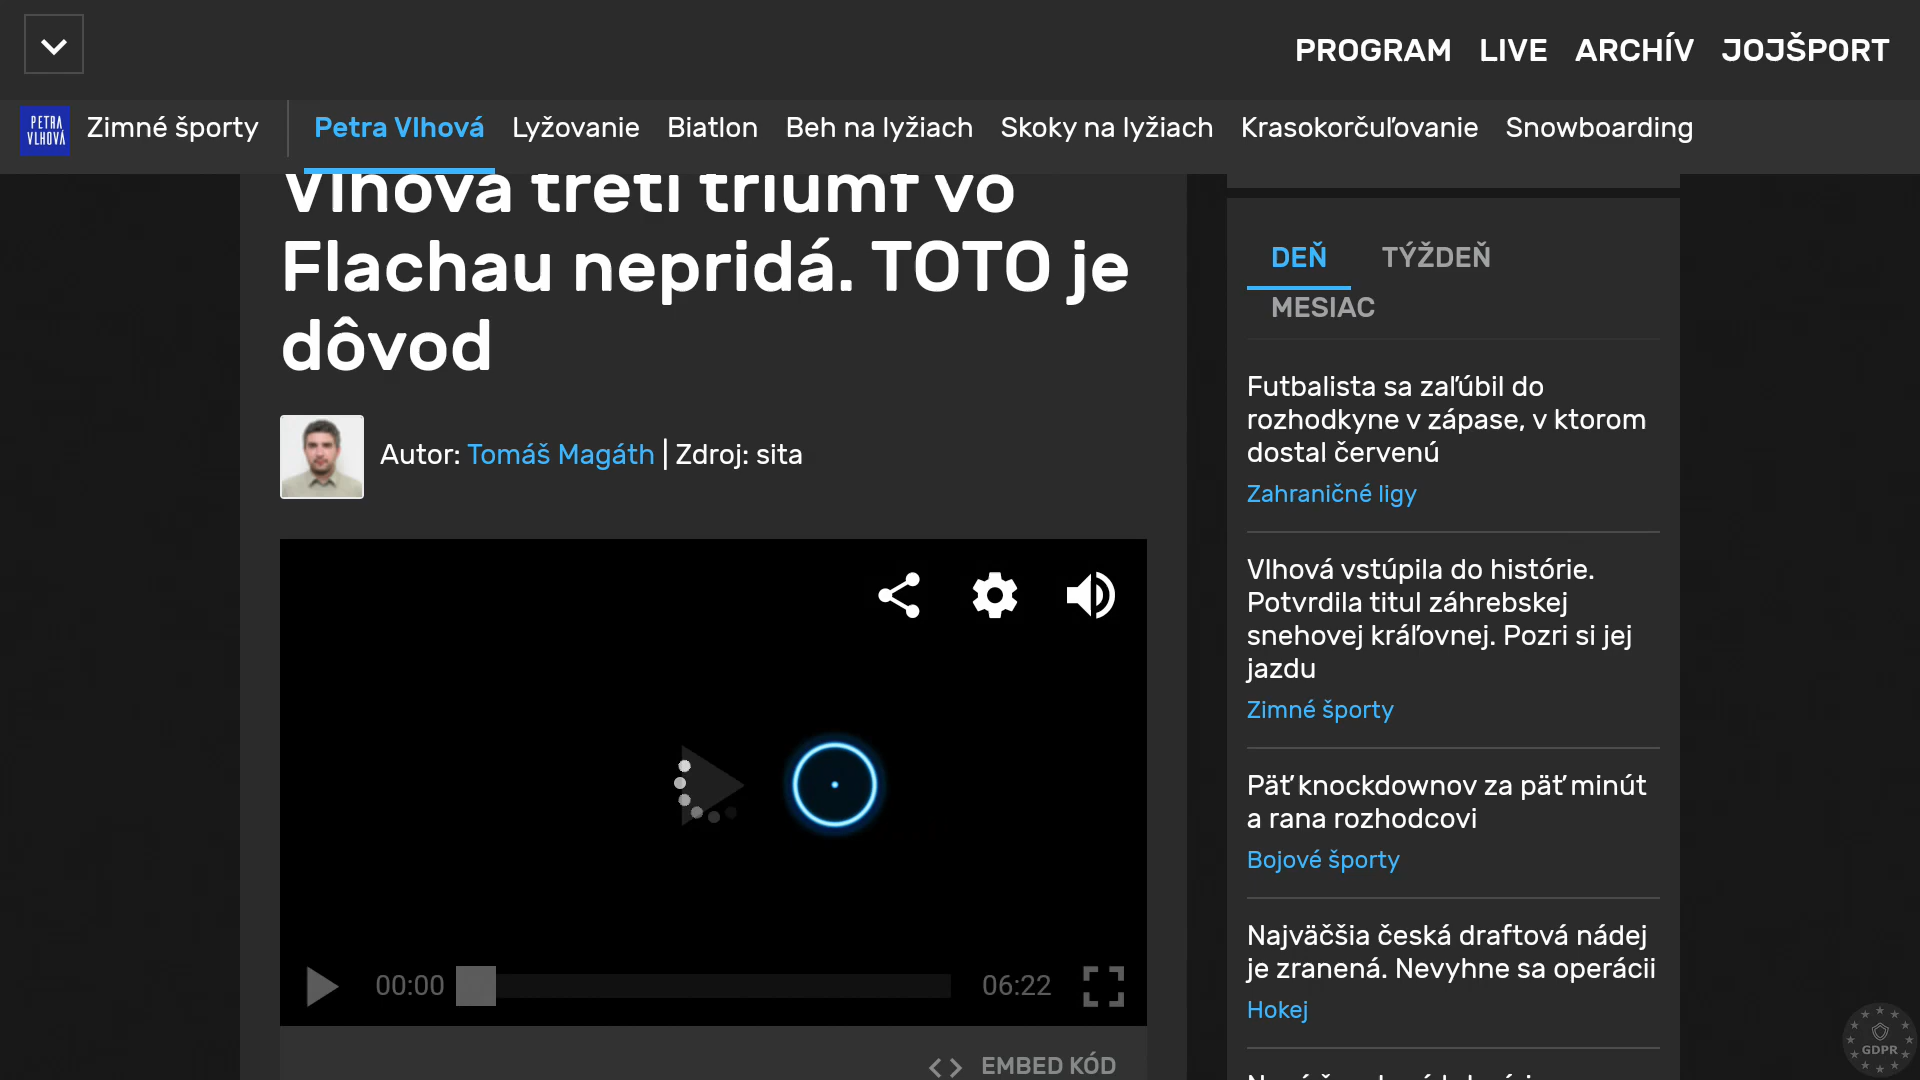 PROGRAM LIVE ARCHÍV JOJŠPORT
PETRA VLHOVÁ
Zimné športy
Petra Vlhová Lyžovanie Biatlon Beh na lyžiach Skoky na lyžiach Krasokorčuľovanie Snowboarding
Vlhová tretí triumf vo
Flachau nepridá. TOTO je
dôvod
Autor: Tomáš Magáth | Zdroj: sita
00:00
06:22
EMBED KÓD
DEŇ TÝŽDEŇ
MESIAC
Futbalista sa zaľúbil do
rozhodkyne v zápase, v ktorom
dostal červenú
Zahraničné ligy
Vlhová vstúpila do histórie.
Potvrdila titul záhrebskej
snehovej kráľovnej. Pozri si jej
jazdu
Zimné športy
Päť knockdownov za päť minút
a rana rozhodcovi
Bojové športy
Najväčšia česká draftová nádej
je zranená. Nevyhne sa operácii
Hokej
GDPR